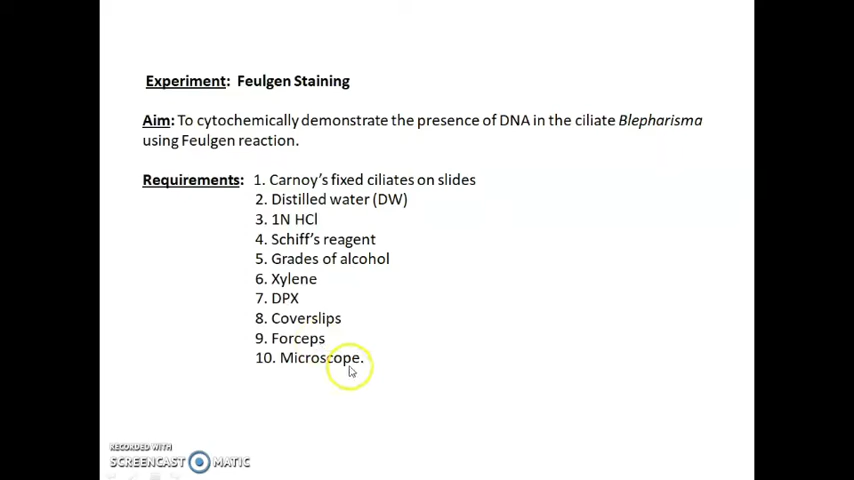 Experiment: Feulgen Staining
Aim: To cytochemically demonstrate the presence of DNA in the ciliate Blepharisma
using Feulgen reaction.
Requirements: 1. Carnoy's fixed ciliates on slides
2. Distilled water (DW)
3. 1N HCl
4. Schiff's reagent
5. Grades of alcohol
6. Xylene
7. DPX
8. Coverslips
9. Forceps
10. Microscope.
RECORDED WITH
SCREENCAST MATIC